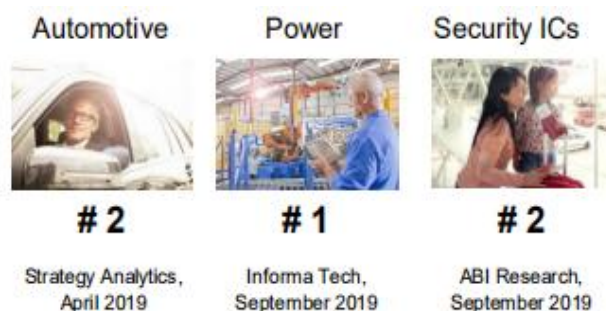 Automotive
Power
Security ICs
# 2
# 1
# 2
Strategy Analytics,
April 2019
Informa Tech,
September 2019
ABI Research,
September 2019